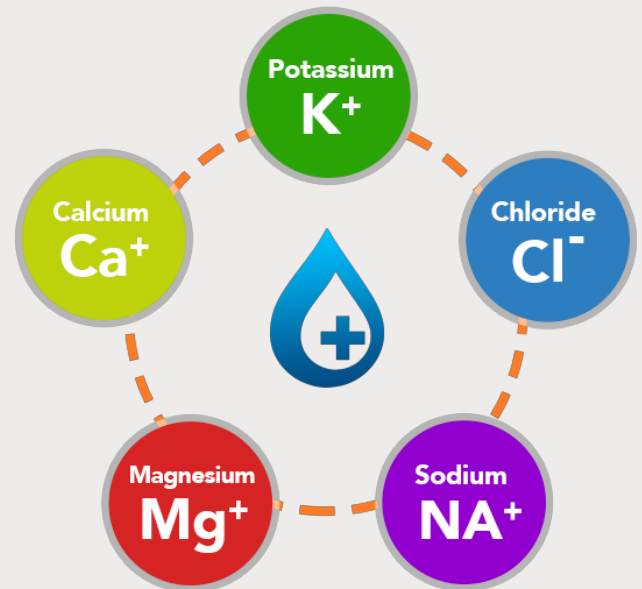 Potassium
K⁺
Calcium
Ca⁺
Chloride
Cl⁻
Magnesium
Mg⁺
Sodium
NA⁺